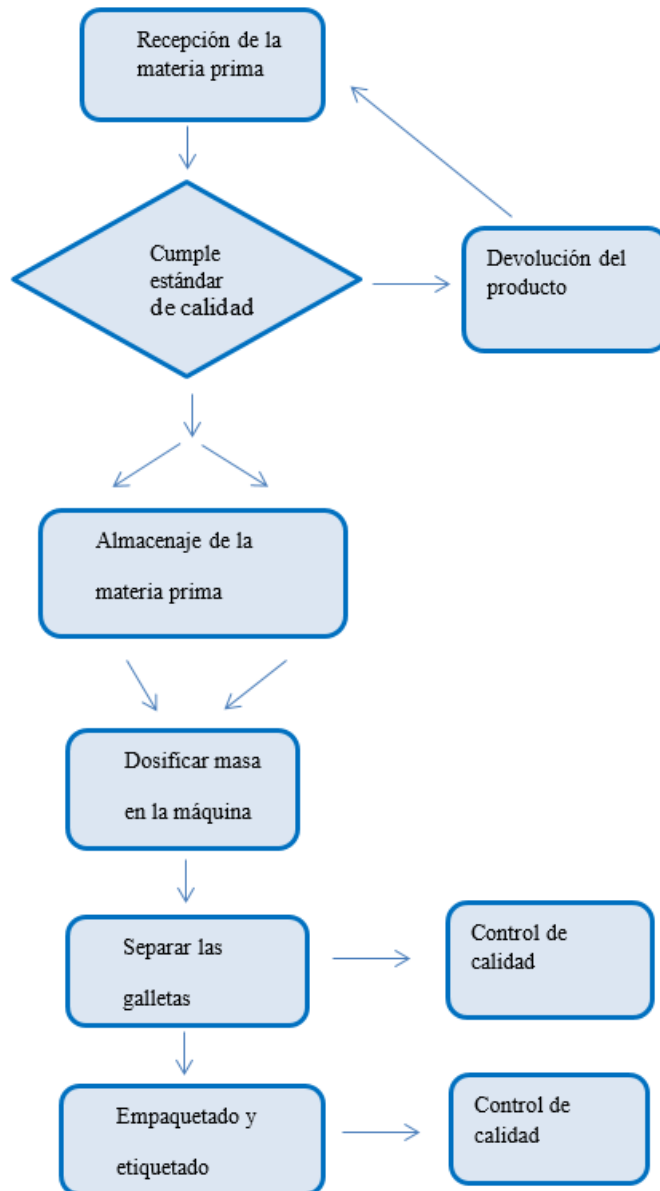 Recepción de la
materia prima
Cumple
estándar
de calidad
Devolución del
producto
Almacenaje de la
materia prima
Dosificar masa
en la máquina
Separar las
galletas
Control de
calidad
Empaquetado y
etiquetado
Control de
calidad